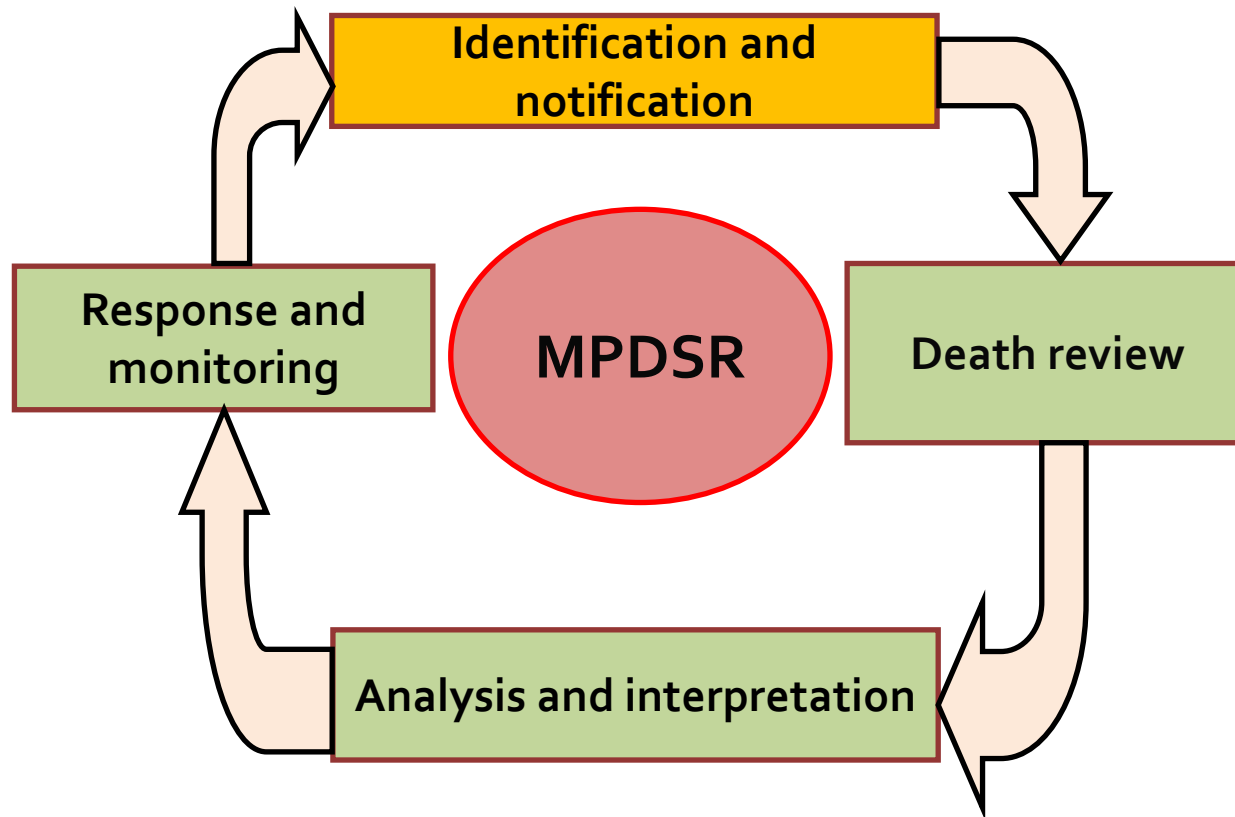 Identification and
notification
Response and
monitoring
MPDSR
Death review
Analysis and interpretation